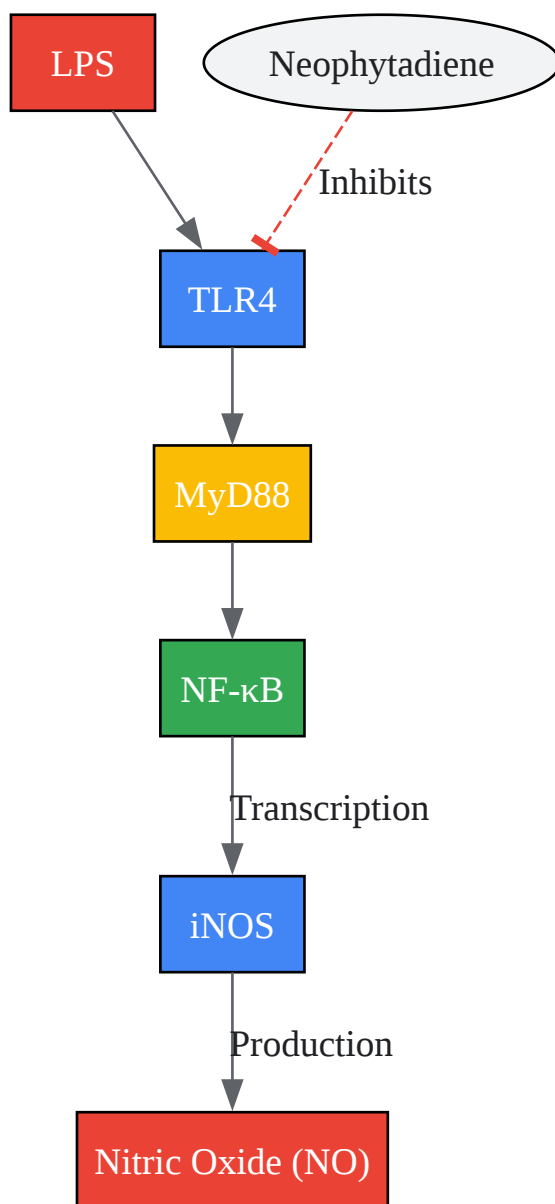 LPS
Neophytadiene
Inhibits
TLR4
MyD88
NF-κB
Transcription
iNOS
Production
Nitric Oxide (NO)